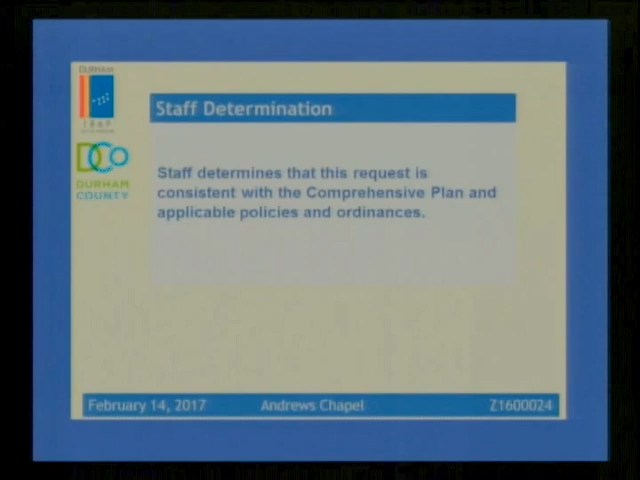 DURHAM
1869
DCO
DURHAM
COUNTY
Staff Determination
Staff determines that this request is
consistent with the Comprehensive Plan and
applicable policies and ordinances.
February 14, 2017 Andrews Chapel Z1600024